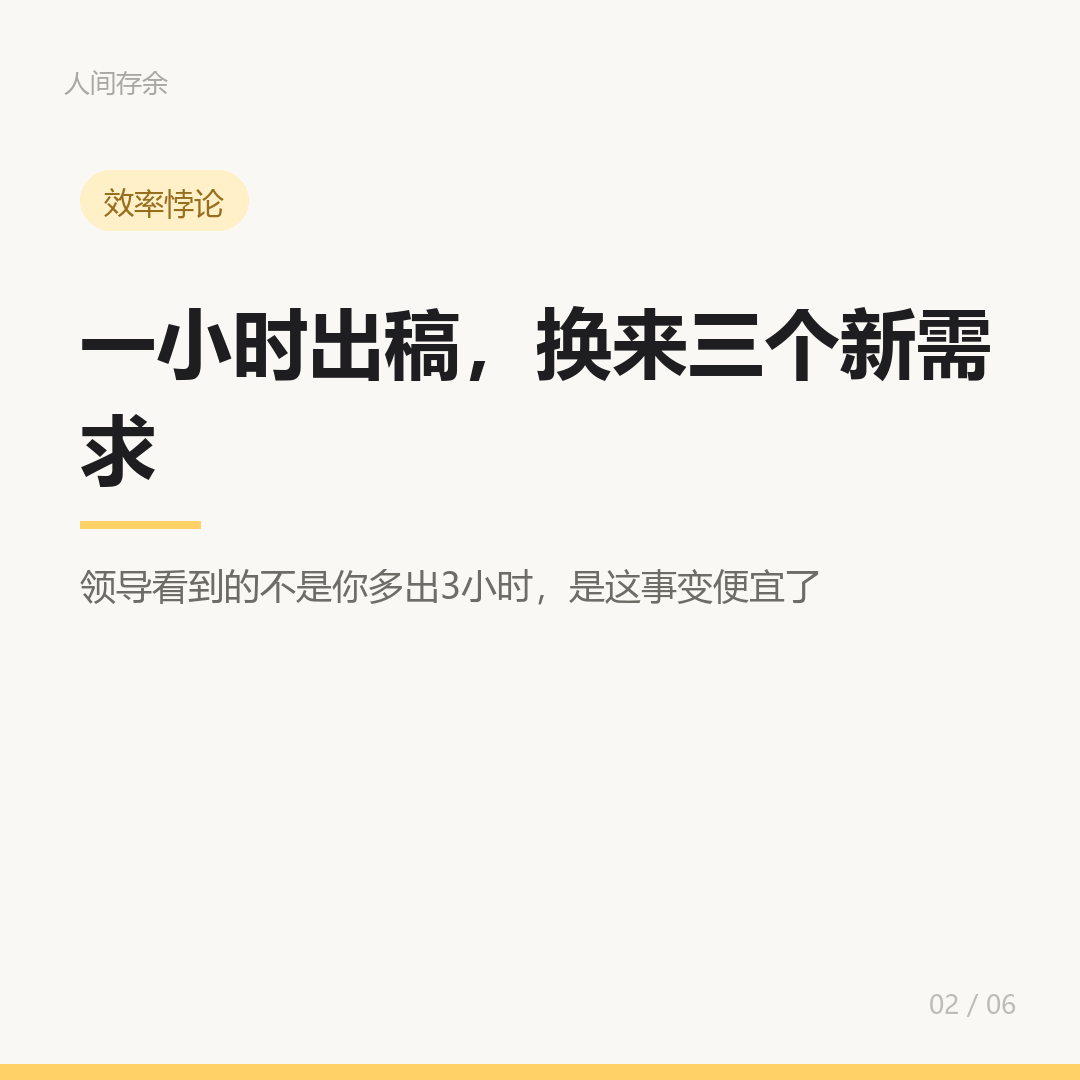 人间存余
效率悖论
一小时出稿，换来三个新需
求
领导看到的不是你多出3小时，是这事变便宜了
02 / 06